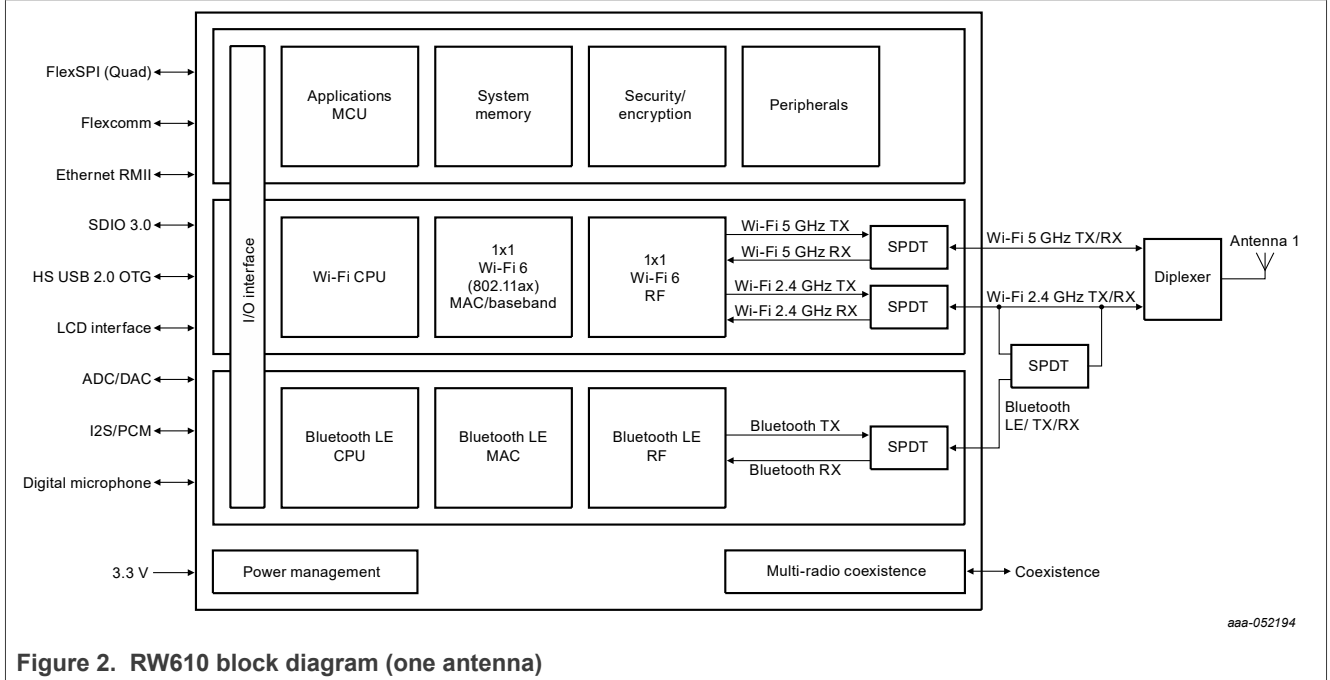 FlexSPI (Quad)
Flexcomm
Ethernet RMII
SDIO 3.0
HS USB 2.0 OTG
LCD interface
ADC/DAC
I2S/PCM
Digital microphone
3.3 V
I/O interface
Applications
MCU
System
memory
Security/
encryption
Peripherals
Wi-Fi CPU
1x1
Wi-Fi 6
(802.11ax)
MAC/baseband
1x1
Wi-Fi 6
RF
Wi-Fi 5 GHz TX
Wi-Fi 5 GHz RX
Wi-Fi 2.4 GHz TX
Wi-Fi 2.4 GHz RX
SPDT
SPDT
Wi-Fi 5 GHz TX/RX
Wi-Fi 2.4 GHz TX/RX
Diplexer
Antenna 1
SPDT
Bluetooth
LE/ TX/RX
Bluetooth LE
CPU
Bluetooth LE
MAC
Bluetooth LE
RF
Bluetooth TX
Bluetooth RX
SPDT
Power management
Multi-radio coexistence
Coexistence
aaa-052194
Figure 2. RW610 block diagram (one antenna)